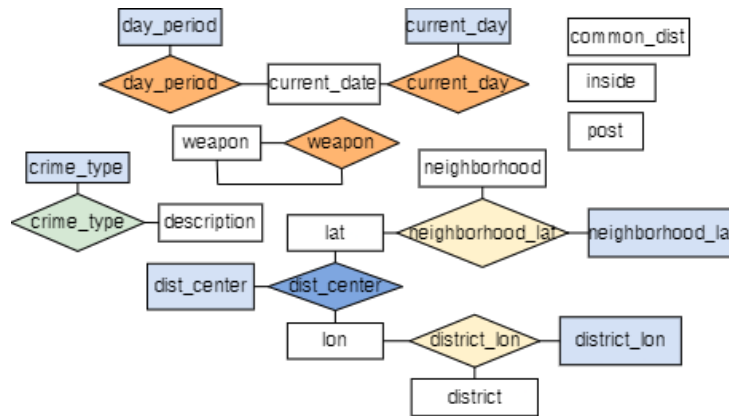 day_period
current_day
common_dist
day_period
current_date
current_day
inside
post
weapon
weapon
crime_type
neighborhood
crime_type
description
lat
neighborhood_lat
neighborhood_la
dist_center
dist_center
lon
district_lon
district_lon
district